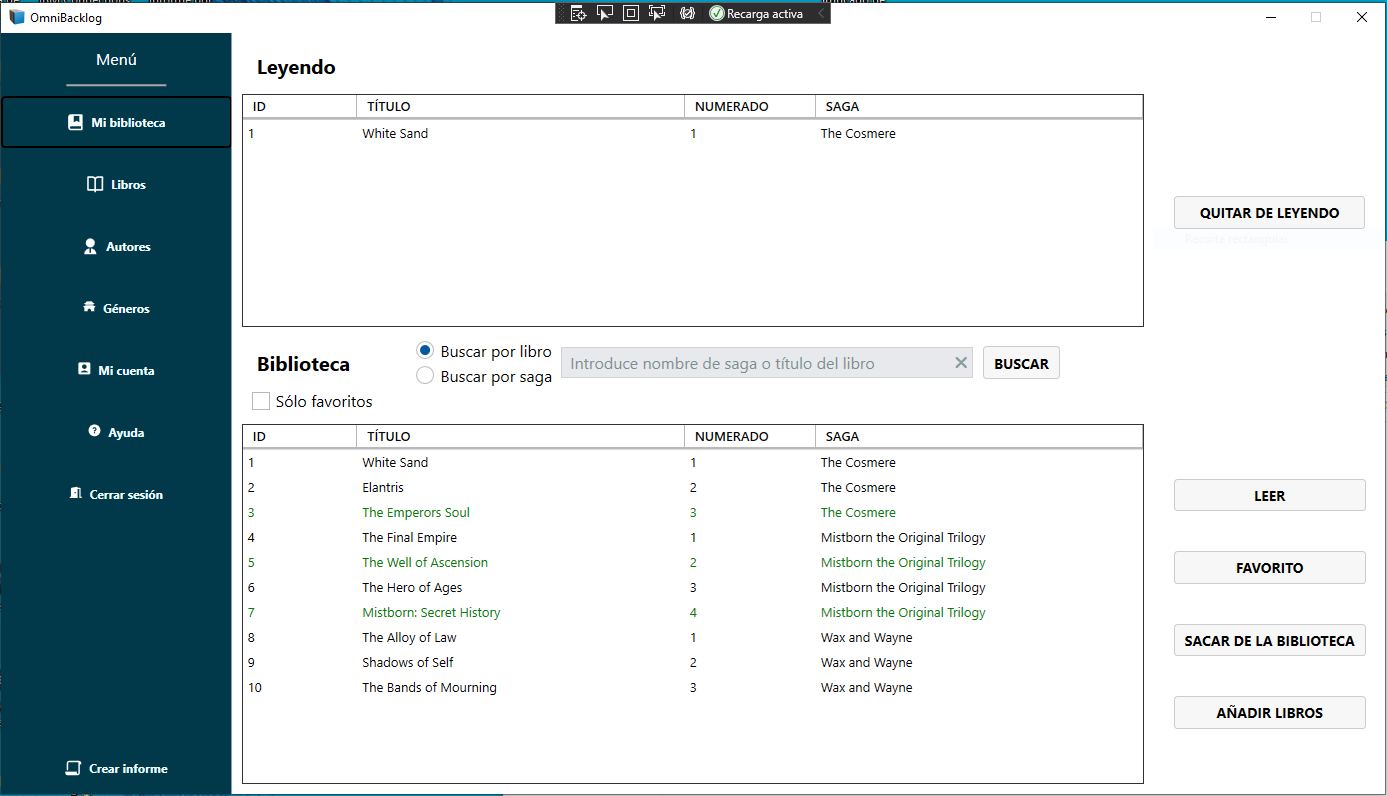 OmniBacklog
Recarga activa
Menú
Mi biblioteca
Libros
Autores
Géneros
Mi cuenta
Ayuda
Cerrar sesión
Crear informe
Leyendo
ID TÍTULO NUMERADO SAGA
1 White Sand 1 The Cosmere
QUITAR DE LEYENDO
Biblioteca
Buscar por libro
Buscar por saga
Introduce nombre de saga o título del libro
BUSCAR
Sólo favoritos
ID TÍTULO NUMERADO SAGA
1 White Sand 1 The Cosmere
2 Elantris 2 The Cosmere
3 The Emperors Soul 3 The Cosmere
4 The Final Empire 1 Mistborn the Original Trilogy
5 The Well of Ascension 2 Mistborn the Original Trilogy
6 The Hero of Ages 3 Mistborn the Original Trilogy
7 Mistborn: Secret History 4 Mistborn the Original Trilogy
8 The Alloy of Law 1 Wax and Wayne
9 Shadows of Self 2 Wax and Wayne
10 The Bands of Mourning 3 Wax and Wayne
LEER
FAVORITO
SACAR DE LA BIBLIOTECA
AÑADIR LIBROS